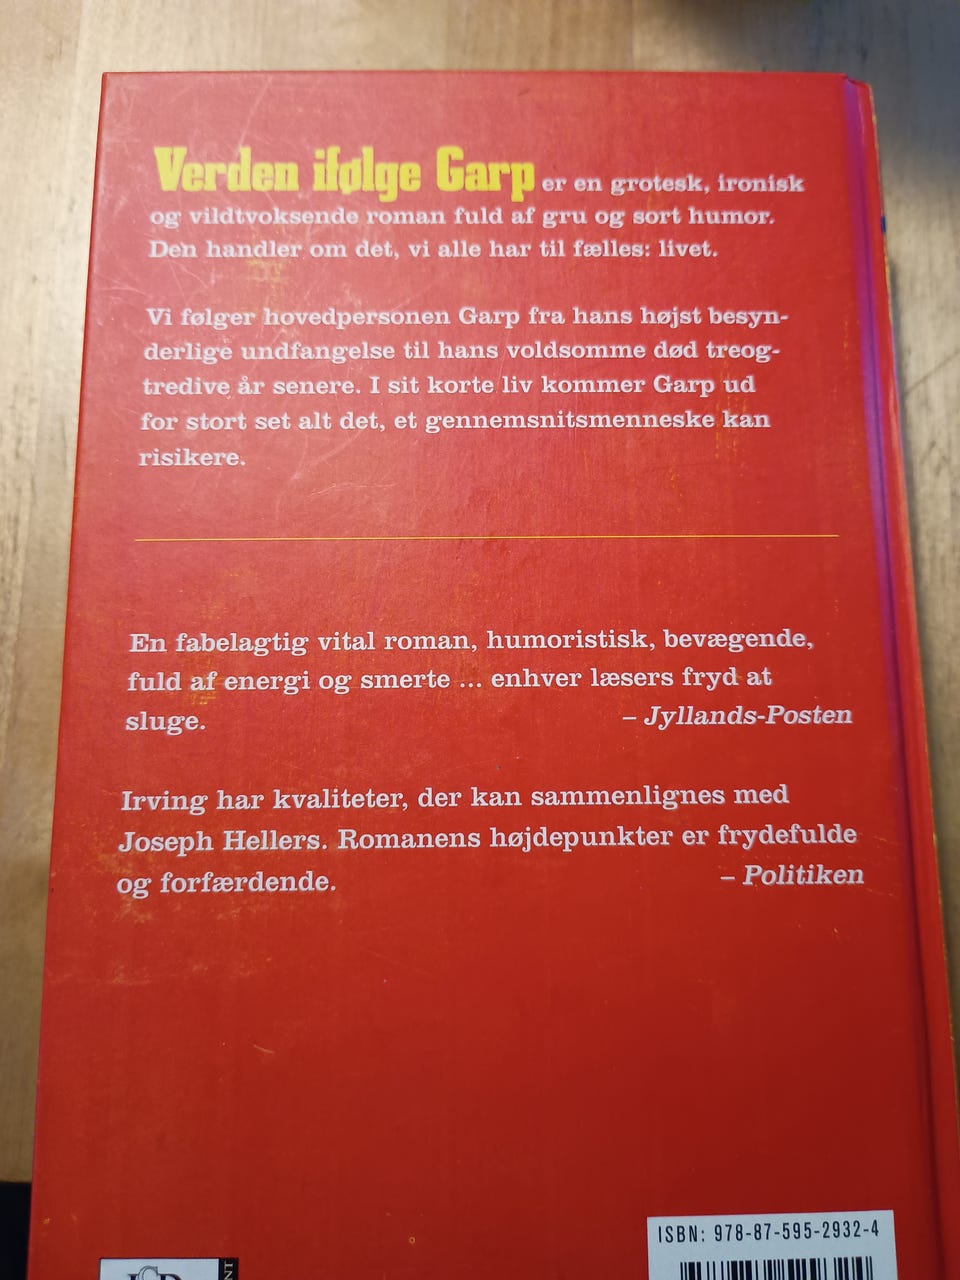 Verden ifølge Garp er en grotesk, ironisk
og vildtvoksende roman fuld af gru og sort humor.
Den handler om det, vi alle har til fælles: livet.
Vi følger hovedpersonen Garp fra hans højst besyn-
derlige undfangelse til hans voldsomme død treog-
tredive år senere. I sit korte liv kommer Garp ud
for stort set alt det, et gennemsnitsmenneske kan
risikere.
En fabelagtig vital roman, humoristisk, bevægende,
fuld af energi og smerte ... enhver læsers fryd at
sluge. – Jyllands-Posten
Irving har kvaliteter, der kan sammenlignes med
Joseph Hellers. Romanens højdepunkter er frydefulde
og forfærdende. – Politiken
ISBN: 978-87-595-2932-4